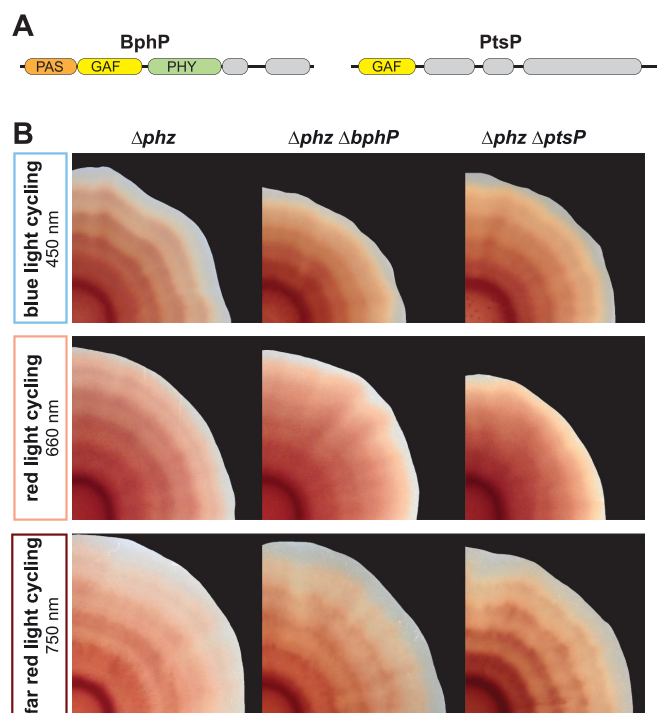 A
BphP
PtsP
PAS GAF PHY
GAF
B
Δphz
Δphz ΔbphP
Δphz ΔptsP
blue light cycling
450 nm
red light cycling
660 nm
far red light cycling
750 nm